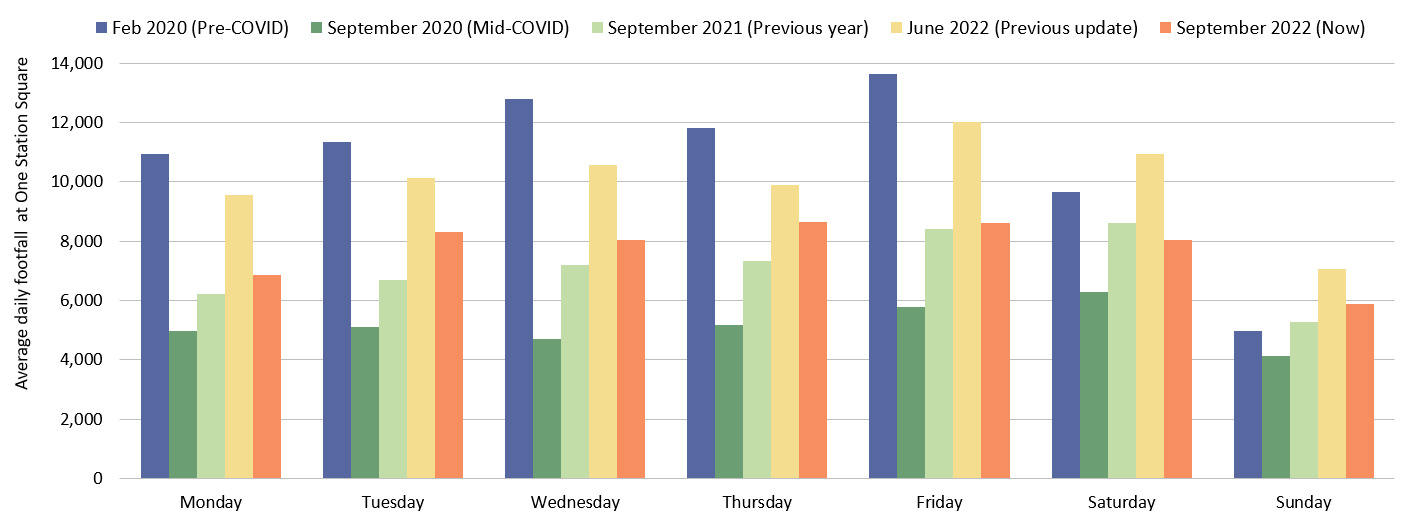 Feb 2020 (Pre-COVID) September 2020 (Mid-COVID) September 2021 (Previous year) June 2022 (Previous update) September 2022 (Now)
Average daily footfall at One Station Square
14,000
12,000
10,000
8,000
6,000
4,000
2,000
0
Monday Tuesday Wednesday Thursday Friday Saturday Sunday